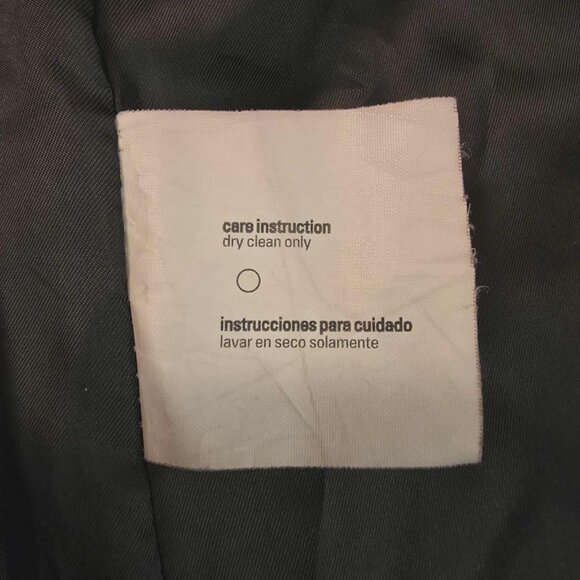 care instruction
dry clean only
instrucciones para cuidado
lavar en seco solamente